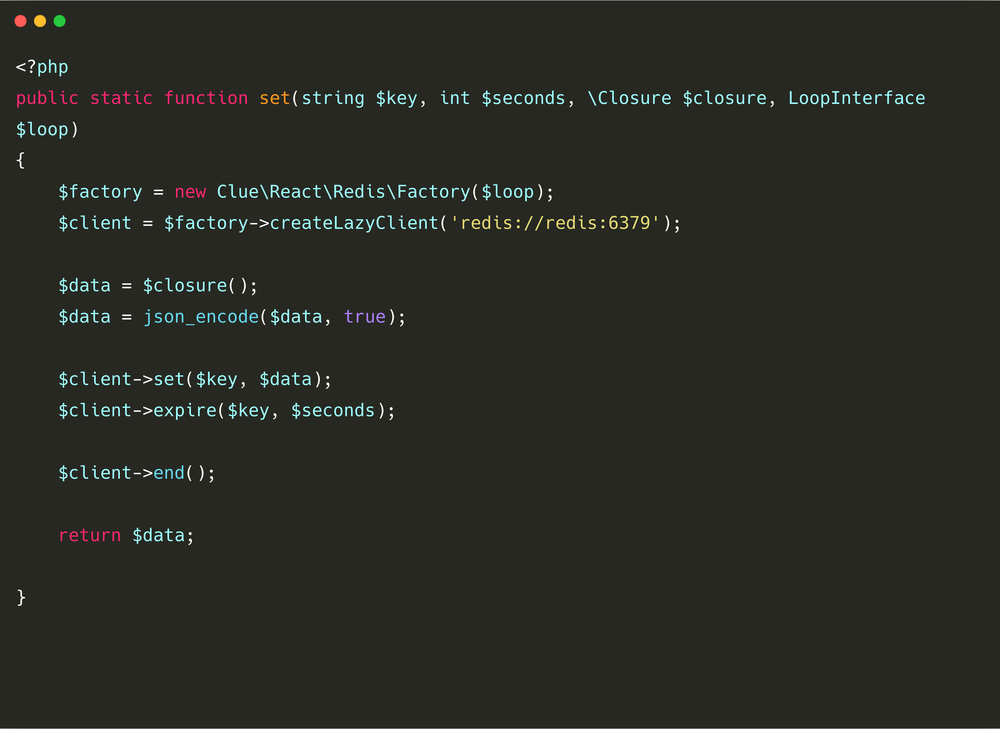 <?php
public static function set(string $key, int $seconds, \Closure $closure, LoopInterface
$loop)
{
    $factory = new Clue\React\Redis\Factory($loop);
    $client = $factory->createLazyClient('redis://redis:6379');

    $data = $closure();
    $data = json_encode($data, true);

    $client->set($key, $data);
    $client->expire($key, $seconds);

    $client->end();

    return $data;

}